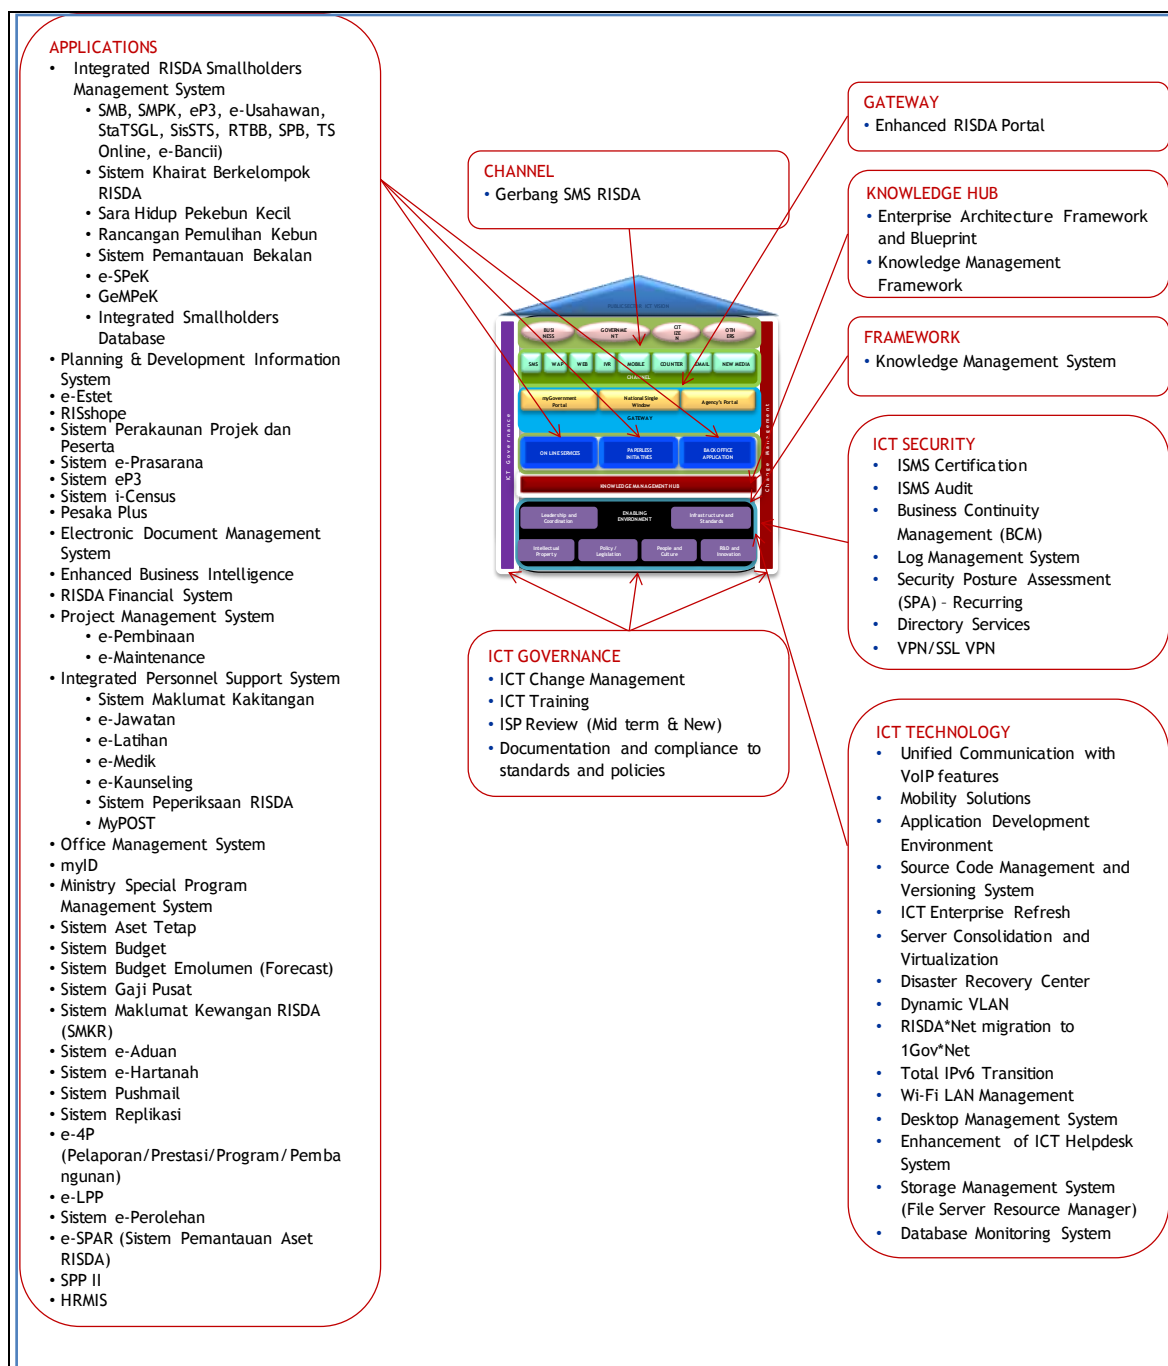 APPLICATIONS
• Integrated RISDA Smallholders
Management System
• SMB, SMPK, eP3, e-Usahawan,
StaTSGL, SisSTS, RTBB, SPB, TS
Online, e-Bancii)
• Sistem Khairat Berkelompok
RISDA
• Sara Hidup Pekebun Kecil
• Rancangan Pemulihan Kebun
• Sistem Pemantauan Bekalan
• e-SPeK
• GeMPeK
• Integrated Smallholders
Database
• Planning & Development Information
System
• e-Estet
• RISshope
• Sistem Perakaunan Projek dan
Peserta
• Sistem e-Prasarana
• Sistem eP3
• Sistem i-Census
• Pesaka Plus
• Electronic Document Management
System
• Enhanced Business Intelligence
• RISDA Financial System
• Project Management System
• e-Pembinaan
• e-Maintenance
• Integrated Personnel Support System
• Sistem Maklumat Kakitangan
• e-Jawatan
• e-Latihan
• e-Medik
• e-Kaunseling
• Sistem Peperiksaan RISDA
• MyPOST
• Office Management System
• myID
• Ministry Special Program
Management System
• Sistem Aset Tetap
• Sistem Budget
• Sistem Budget Emolumen (Forecast)
• Sistem Gaji Pusat
• Sistem Maklumat Kewangan RISDA
(SMKR)
• Sistem e-Aduan
• Sistem e-Hartanah
• Sistem Pushmail
• Sistem Replikasi
• e-4P
(Pelaporan/Prestasi/Program/Pemba
ngunan)
• e-LPP
• Sistem e-Perolehan
• e-SPAR (Sistem Pemantauan Aset
RISDA)
• SPP II
• HRMIS
CHANNEL
• Gerbang SMS RISDA
BUSI
NESS
GOVERNME
NT
CIT
IZE
N
OTH
ERS
SMS
WAP
WEB
IVR
MOBILE
COUNTER
EMAIL
NEW MEDIA
CHANNEL
myGovernment
Portal
National Single
Window
Agency's Portal
GATEWAY
ON LINE SERVICES
PAPERLESS
INITIATIVES
BACK OFFICE
APPLICATION
KNOWLEDGE MANAGEMENT HUB
Leadership and
Coordination
ENABLING
ENVIRONMENT
Infrastructure and
Standards
Intellectual
Property
Policy /
Legislation
People and
Culture
R&D and
Innovation
ICT Governance
Change Management
ICT GOVERNANCE
• ICT Change Management
• ICT Training
• ISP Review (Mid term & New)
• Documentation and compliance to
standards and policies
GATEWAY
• Enhanced RISDA Portal
KNOWLEDGE HUB
• Enterprise Architecture Framework
and Blueprint
• Knowledge Management
Framework
FRAMEWORK
• Knowledge Management System
ICT SECURITY
• ISMS Certification
• ISMS Audit
• Business Continuity
Management (BCM)
• Log Management System
• Security Posture Assessment
(SPA) – Recurring
• Directory Services
• VPN/SSL VPN
ICT TECHNOLOGY
• Unified Communication with
VoIP features
• Mobility Solutions
• Application Development
Environment
• Source Code Management and
Versioning System
• ICT Enterprise Refresh
• Server Consolidation and
Virtualization
• Disaster Recovery Center
• Dynamic VLAN
• RISDA*Net migration to
1Gov*Net
• Total IPv6 Transition
• Wi-Fi LAN Management
• Desktop Management System
• Enhancement of ICT Helpdesk
System
• Storage Management System
(File Server Resource Manager)
• Database Monitoring System